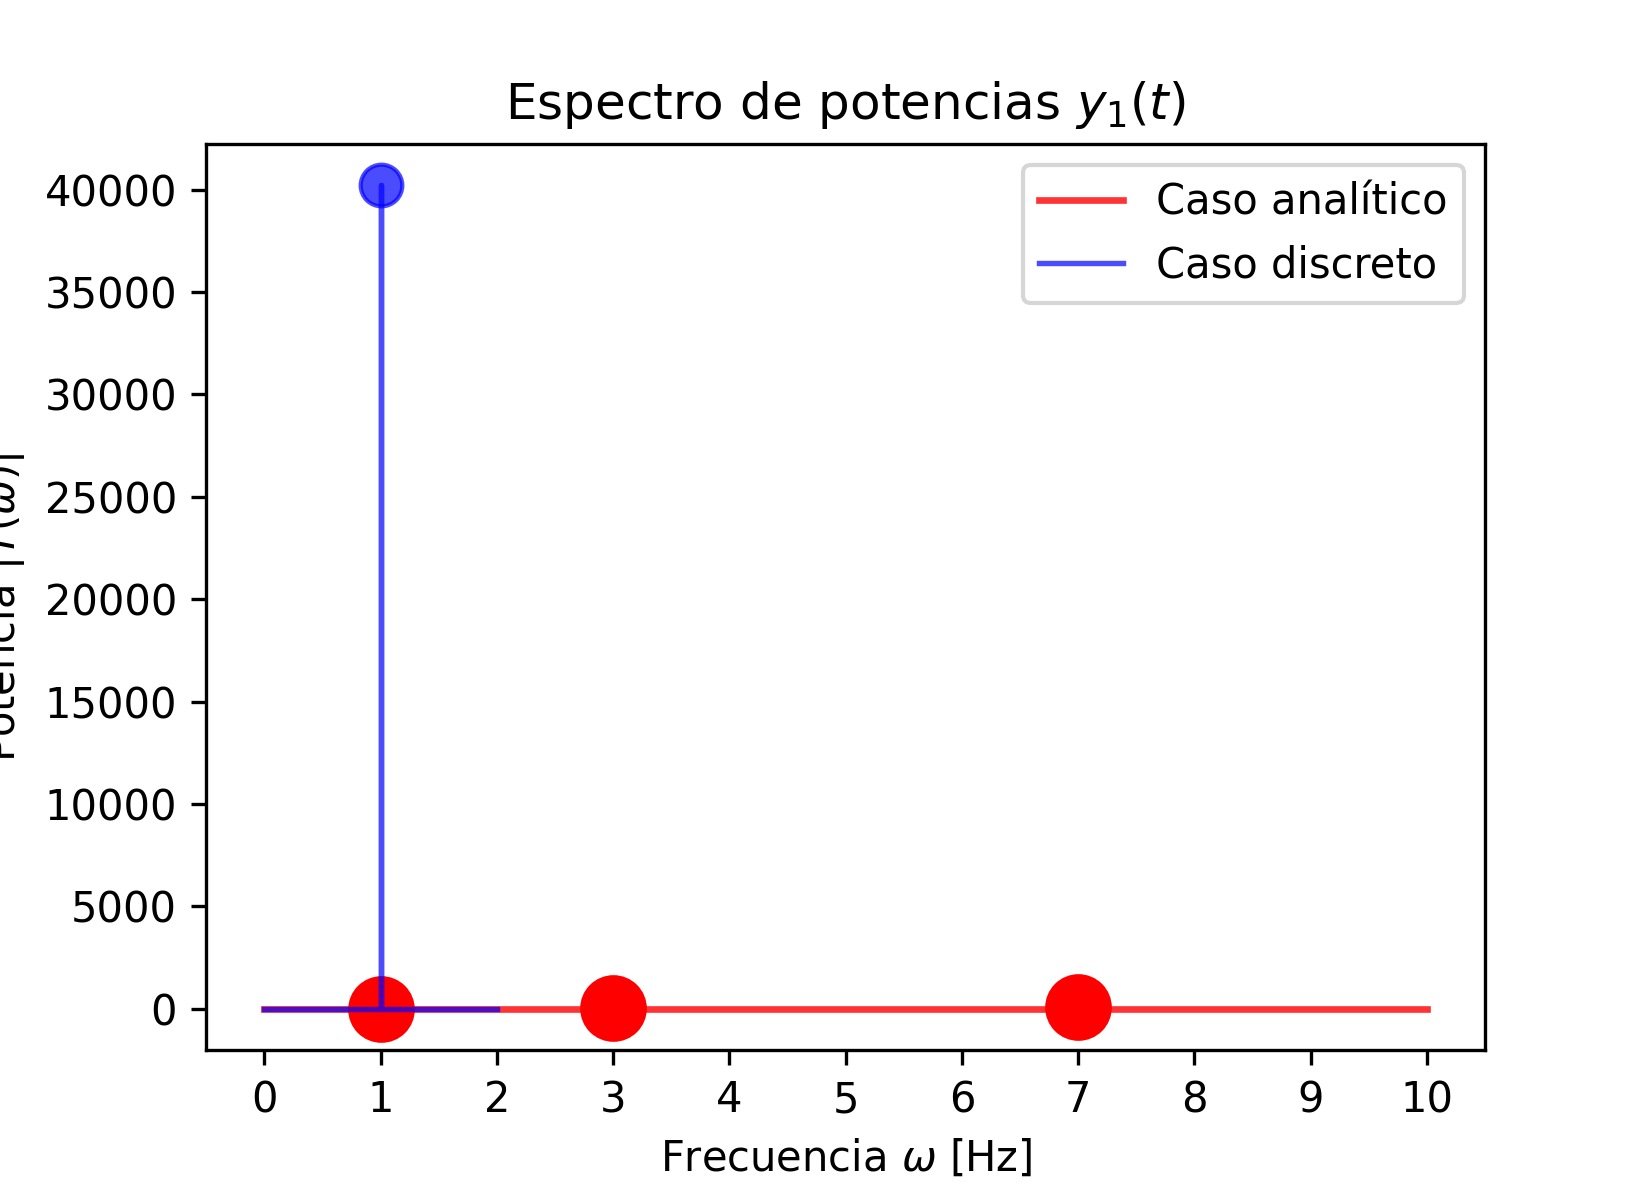 Espectro de potencias y₁(t)
Caso analítico
Caso discreto
40000
35000
30000
25000
20000
15000
10000
5000
0
Potencia
0 1 2 3 4 5 6 7 8 9 10
Frecuencia ω [Hz]